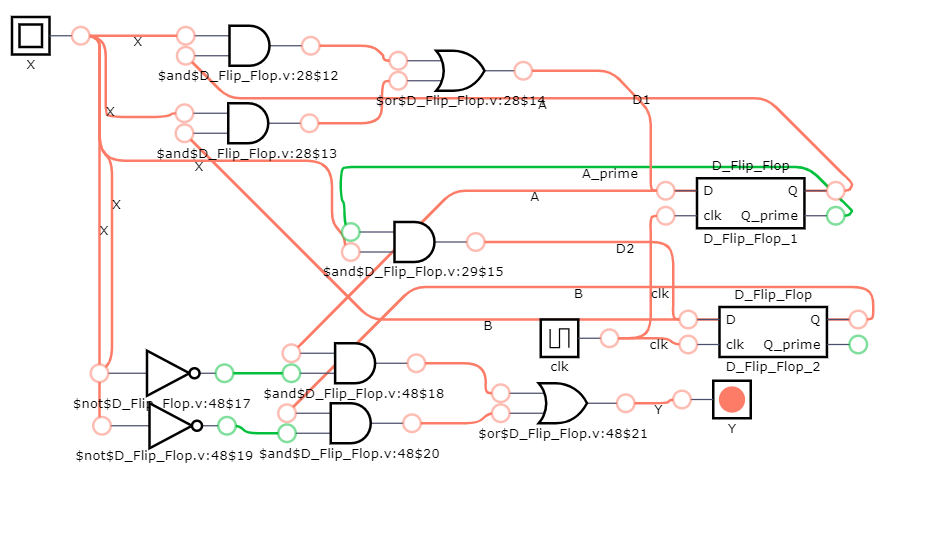 X
X
$and$D_Flip_Flop.v:28$12
$or$D_Flip_Flop.v:28$14
A
D1
X
$and$D_Flip_Flop.v:28$13
X
A_prime
D_Flip_Flop
D
Q
clk
Q_prime
D_Flip_Flop_1
A
X
X
D2
$and$D_Flip_Flop.v:29$15
B
clk
D_Flip_Flop
B
D
Q
clk
clk
Q_prime
D_Flip_Flop_2
clk
$and$D_Flip_Flop.v:48$18
$not$D_Flip_Flop.v:48$17
Y
Y
$or$D_Flip_Flop.v:48$21
$not$D_Flip_Flop.v:48$19
$and$D_Flip_Flop.v:48$20